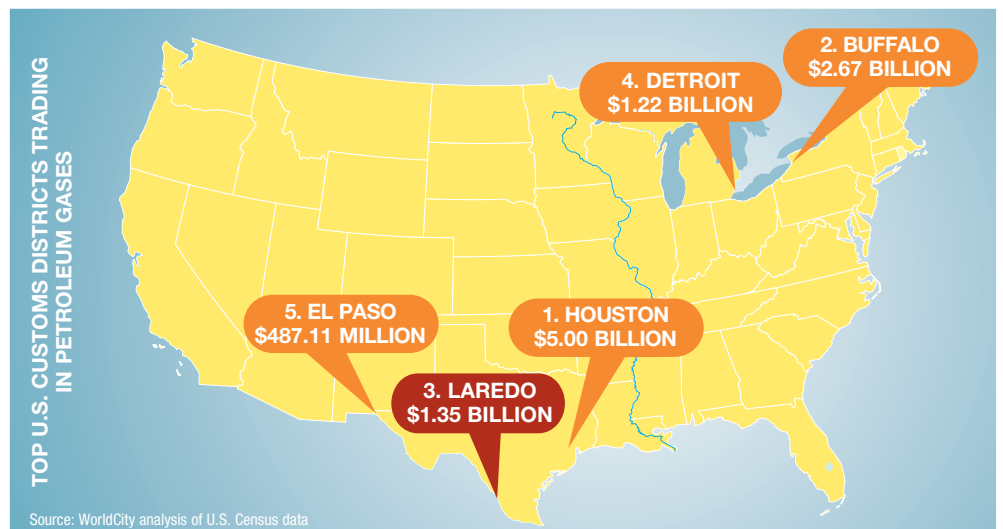 TOP U.S. CUSTOMS DISTRICTS TRADING
IN PETROLEUM GASES
2. BUFFALO
$2.67 BILLION
4. DETROIT
$1.22 BILLION
5. EL PASO
$487.11 MILLION
1. HOUSTON
$5.00 BILLION
3. LAREDO
$1.35 BILLION
Source: WorldCity analysis of U.S. Census data